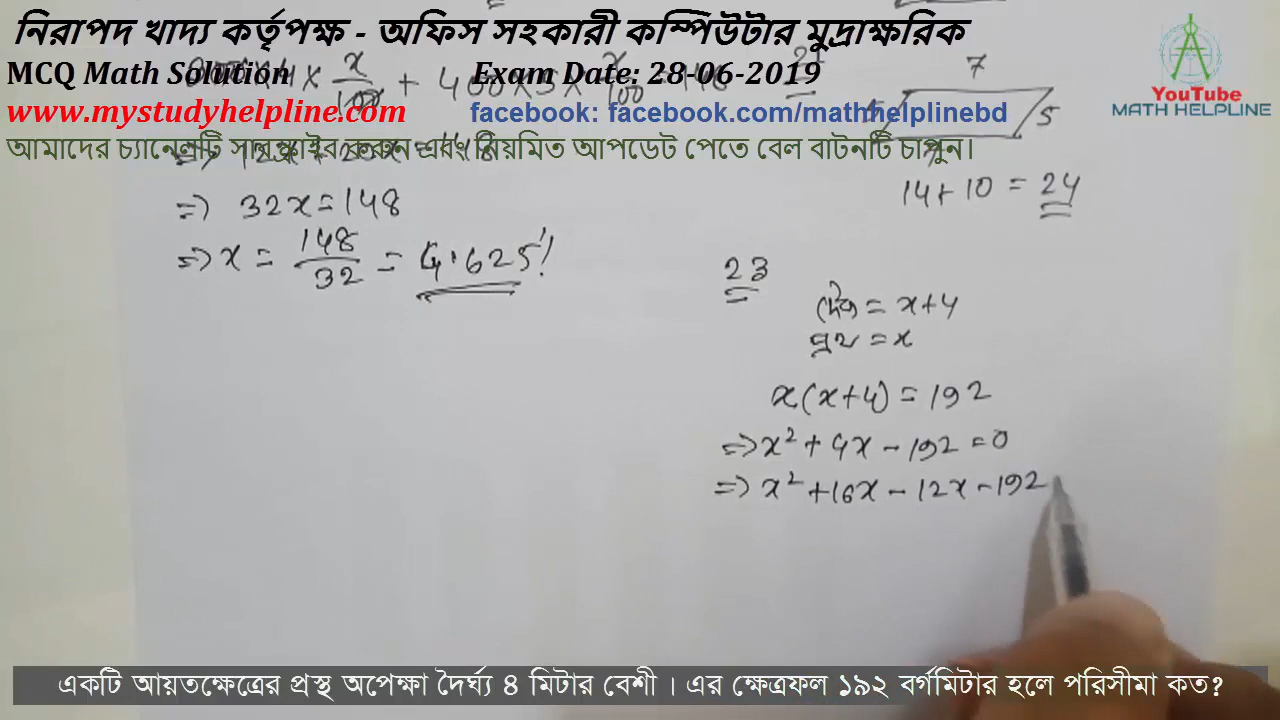 নিরাপদ খাদ্য কর্তৃপক্ষ - অফিস সহকারী কম্পিউটার মুদ্রাক্ষরিক
MCQ Math Solution Exam Date: 28-06-2019
www.mystudyhelpline.com facebook: facebook.com/mathhelplinebd
YouTube
MATH HELPLINE
আমাদের চ্যানেলটি সাবস্ক্রাইব করুন এবং নিয়মিত আপডেট পেতে বেল বাটনটি চাপুন।
7
5
14+10 = 24
=> 32x = 148
=> x = 148/32 = 4.625
23
দৈর্ঘ্য = x+4
প্রস্থ = x
x(x+4) = 192
=> x² + 4x - 192 = 0
=> x² + 16x - 12x - 192
একটি আয়তক্ষেত্রের প্রস্থ অপেক্ষা দৈর্ঘ্য ৪ মিটার বেশী । এর ক্ষেত্রফল ১৯২ বর্গমিটার হলে পরিসীমা কত?